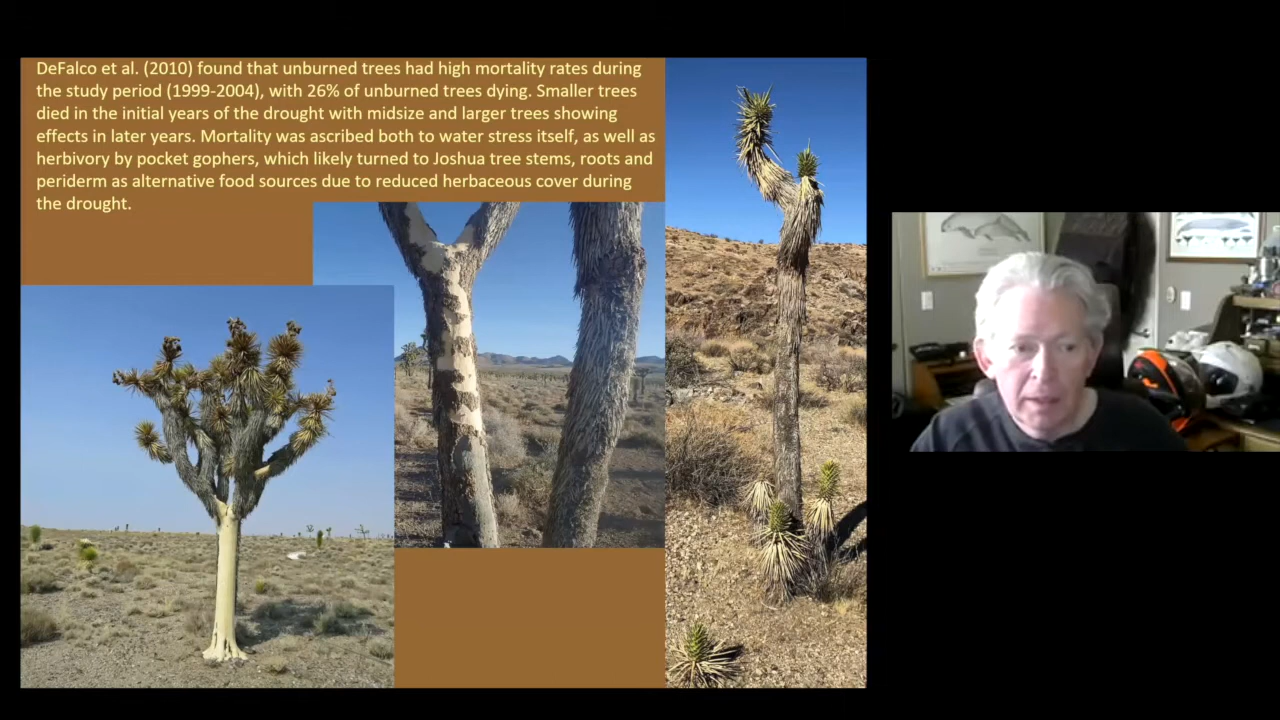 DeFalco et al. (2010) found that unburned trees had high mortality rates during
the study period (1999-2004), with 26% of unburned trees dying. Smaller trees
died in the initial years of the drought with midsize and larger trees showing
effects in later years. Mortality was ascribed both to water stress itself, as well as
herbivory by pocket gophers, which likely turned to Joshua tree stems, roots and
periderm as alternative food sources due to reduced herbaceous cover during
the drought.